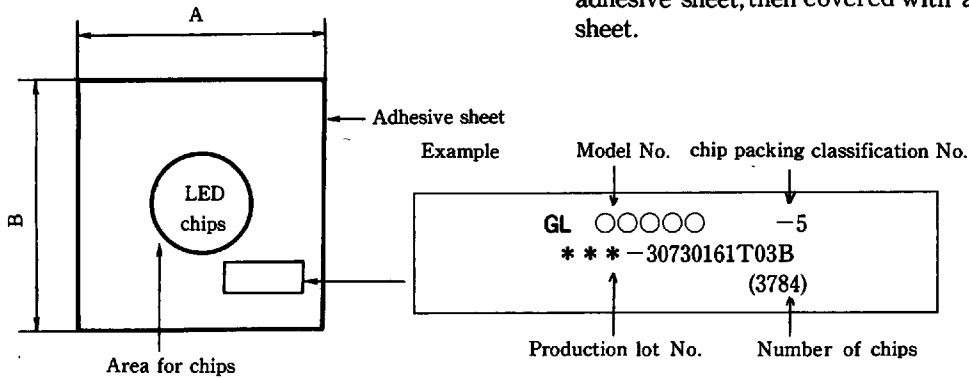 adhesive sheet, then covered with a
sheet.
A
B
Adhesive sheet
LED
chips
Area for chips
Example
Model No.
chip packing classification No.
GL ○○○○○ -5
* * * -30730161T03B
(3784)
Production lot No.
Number of chips